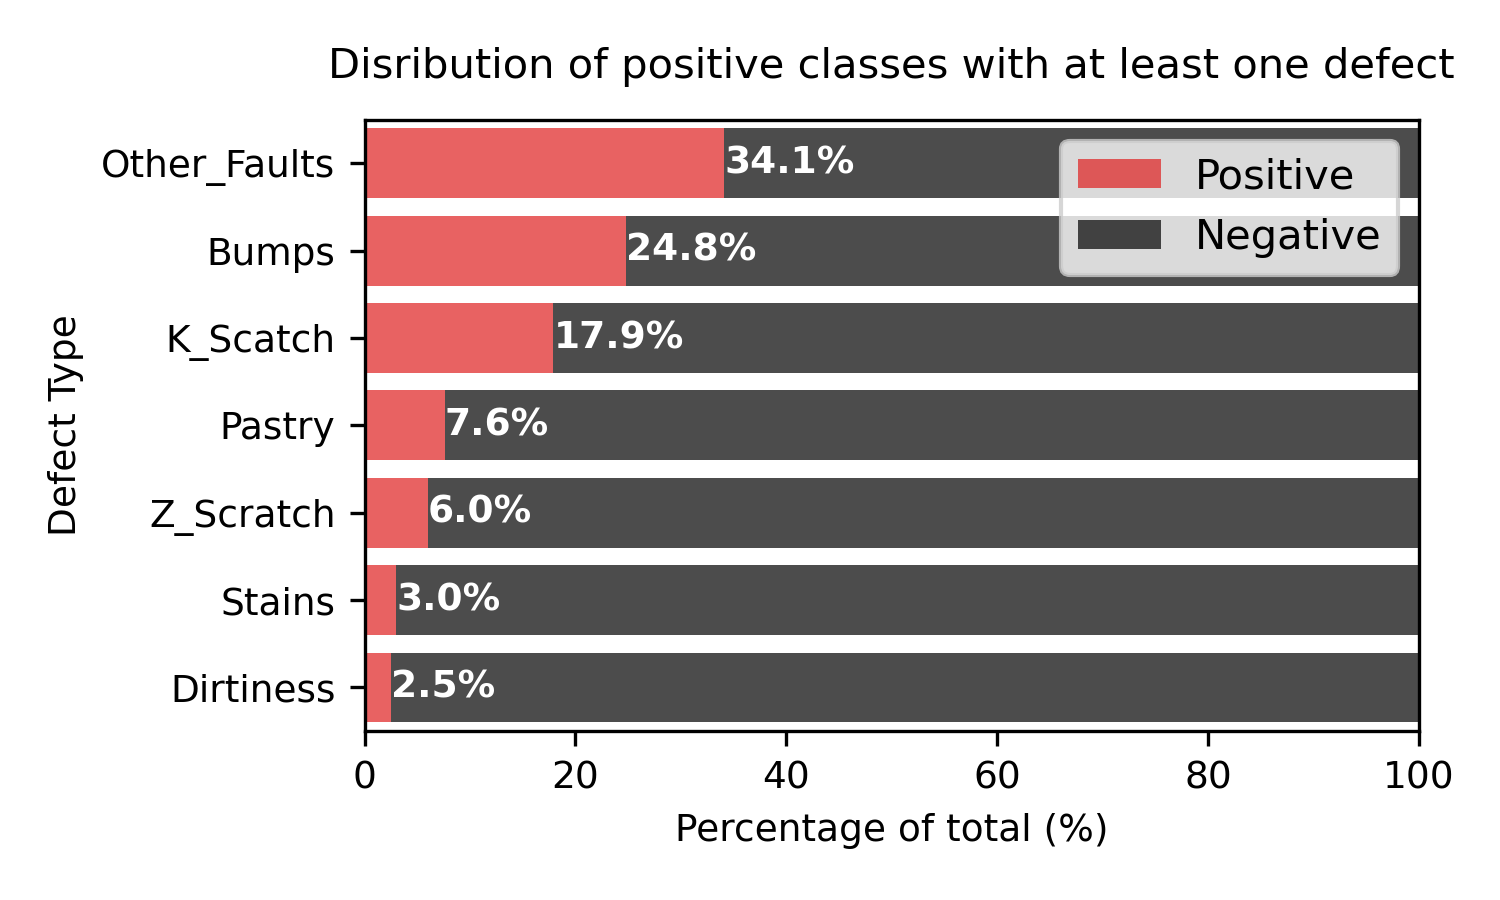 Disribution of positive classes with at least one defect
Other_Faults
34.1%
Positive
Bumps
24.8%
Negative
K_Scatch
17.9%
Pastry
7.6%
Z_Scratch
6.0%
Stains
3.0%
Dirtiness
2.5%
Defect Type
0 20 40 60 80 100
Percentage of total (%)